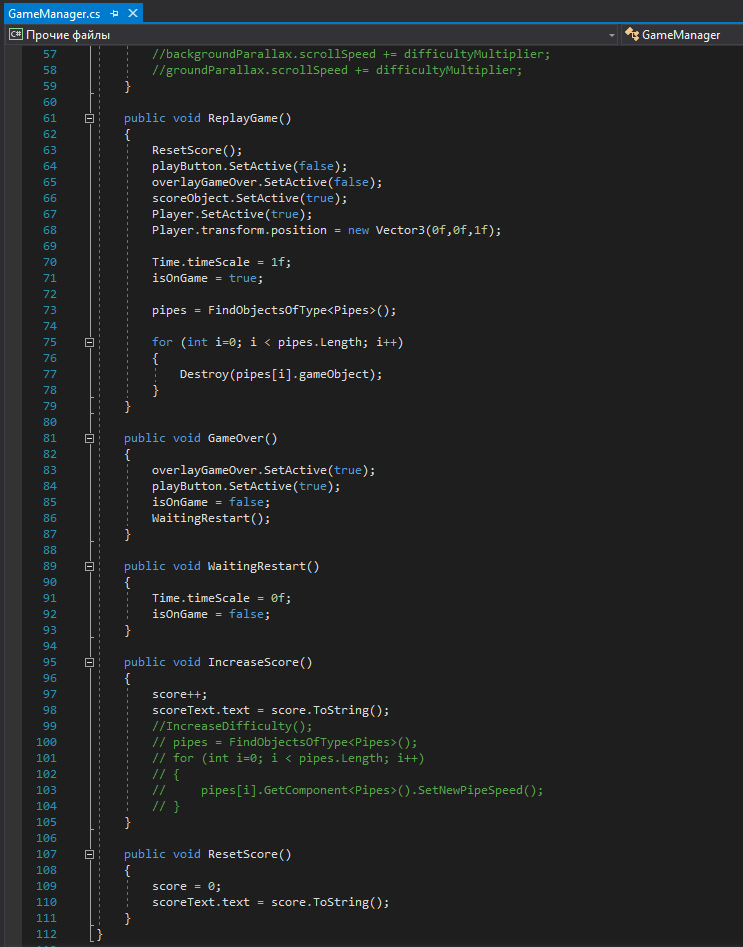 GameManager.cs
C# Прочие файлы
GameManager
57 //backgroundParallax.scrollSpeed += difficultyMultiplier;
58 //groundParallax.scrollSpeed += difficultyMultiplier;
59 }
60
61 public void ReplayGame()
62 {
63 ResetScore();
64 playButton.SetActive(false);
65 overlayGameOver.SetActive(false);
66 scoreObject.SetActive(true);
67 Player.SetActive(true);
68 Player.transform.position = new Vector3(0f,0f,1f);
69
70 Time.timeScale = 1f;
71 isOnGame = true;
72
73 pipes = FindObjectsOfType<Pipes>();
74
75 for (int i=0; i < pipes.Length; i++)
76 {
77 Destroy(pipes[i].gameObject);
78 }
79 }
80
81 public void GameOver()
82 {
83 overlayGameOver.SetActive(true);
84 playButton.SetActive(true);
85 isOnGame = false;
86 WaitingRestart();
87 }
88
89 public void WaitingRestart()
90 {
91 Time.timeScale = 0f;
92 isOnGame = false;
93 }
94
95 public void IncreaseScore()
96 {
97 score++;
98 scoreText.text = score.ToString();
99 //IncreaseDifficulty();
100 // pipes = FindObjectsOfType<Pipes>();
101 // for (int i=0; i < pipes.Length; i++)
102 // {
103 // pipes[i].GetComponent<Pipes>().SetNewPipeSpeed();
104 // }
105 }
106
107 public void ResetScore()
108 {
109 score = 0;
110 scoreText.text = score.ToString();
111 }
112 }